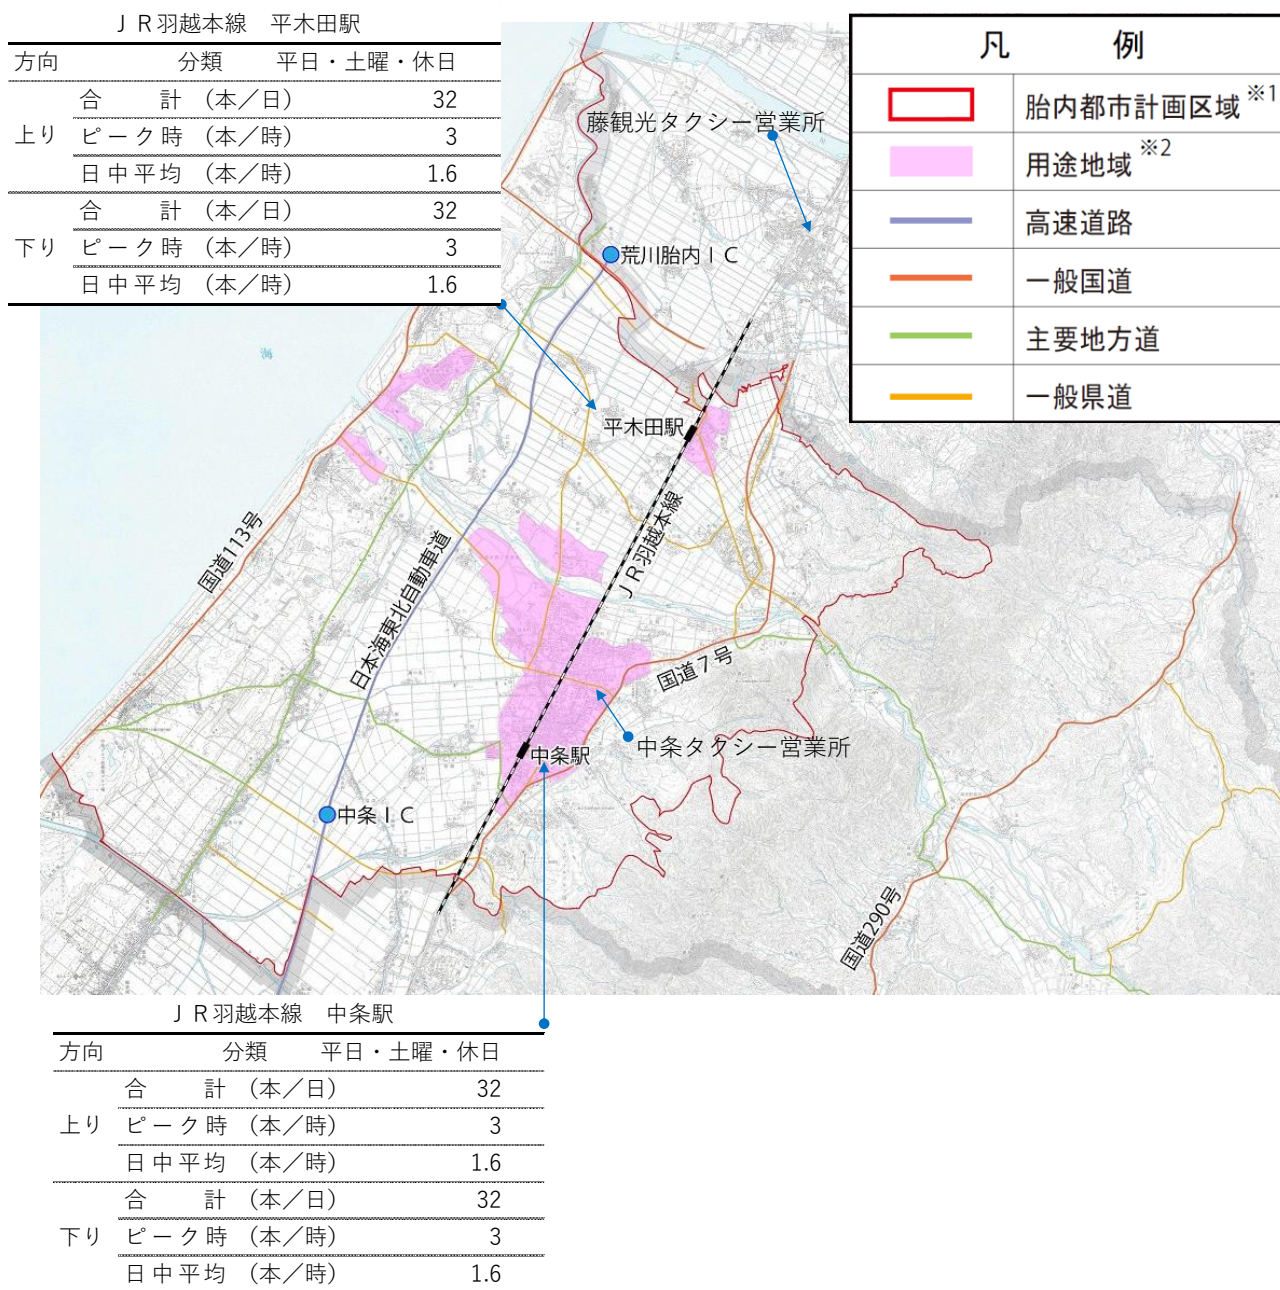 ＪＲ羽越本線　平木田駅
方向　分類　平日・土曜・休日
合　計（本／日）　32
上り　ピーク時（本／時）　3
日中平均（本／時）　1.6
合　計（本／日）　32
下り　ピーク時（本／時）　3
日中平均（本／時）　1.6
凡　例
胎内都市計画区域※1
用途地域※2
高速道路
一般国道
主要地方道
一般県道
藤観光タクシー営業所
荒川胎内ＩＣ
海
平木田駅
ＪＲ羽越本線
国道113号
日本海東北自動車道
国道７号
中条タクシー営業所
中条駅
中条ＩＣ
国道290号
ＪＲ羽越本線　中条駅
方向　分類　平日・土曜・休日
合　計（本／日）　32
上り　ピーク時（本／時）　3
日中平均（本／時）　1.6
合　計（本／日）　32
下り　ピーク時（本／時）　3
日中平均（本／時）　1.6